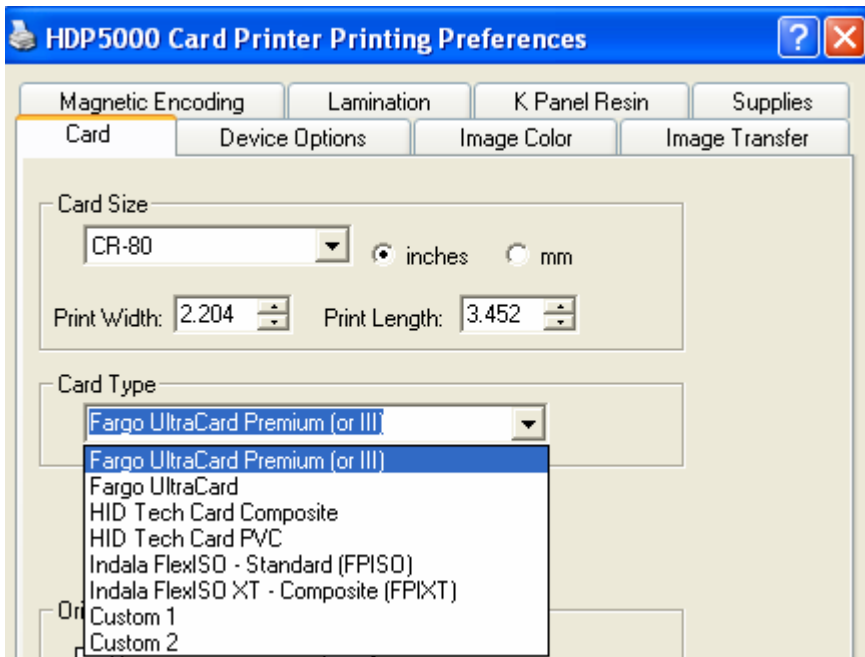 HDP5000 Card Printer Printing Preferences
Magnetic Encoding Lamination K Panel Resin Supplies
Card Device Options Image Color Image Transfer
Card Size
CR-80 inches mm
Print Width: 2.204 Print Length: 3.452
Card Type
Fargo UltraCard Premium (or III)
Fargo UltraCard Premium (or III)
Fargo UltraCard
HID Tech Card Composite
HID Tech Card PVC
Indala FlexISO - Standard (FPISO)
Indala FlexISO XT - Composite (FPIXT)
Custom 1
Custom 2